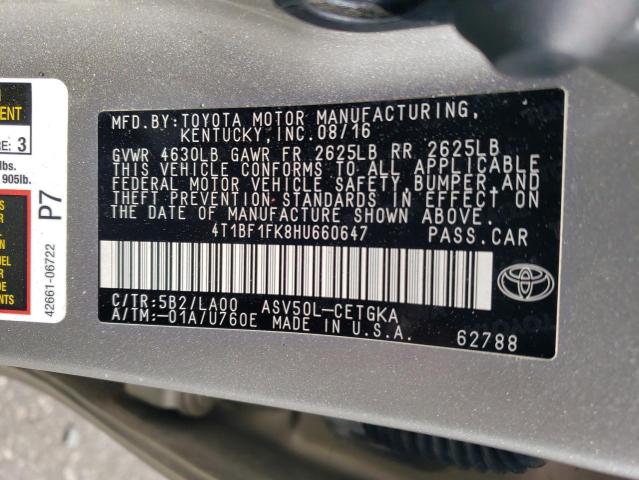 MFD.BY:TOYOTA MOTOR MANUFACTURING,
KENTUCKY, INC. 08/16
GVWR 4630LB GAWR FR 2625LB RR 2625LB
THIS VEHICLE CONFORMS TO ALL APPLICABLE
FEDERAL MOTOR VEHICLE SAFETY,BUMPER,AND
THEFT PREVENTION STANDARDS IN EFFECT ON
THE DATE OF MANUFACTURE SHOWN ABOVE.
4T1BF1FK8HU660647 PASS.CAR
C/TR:5B2/LA00 ASV50L-CETGKA
A/TM:-01A/U760E MADE IN U.S.A.
62788
3
lbs.
905lb.
P7
42661-06722